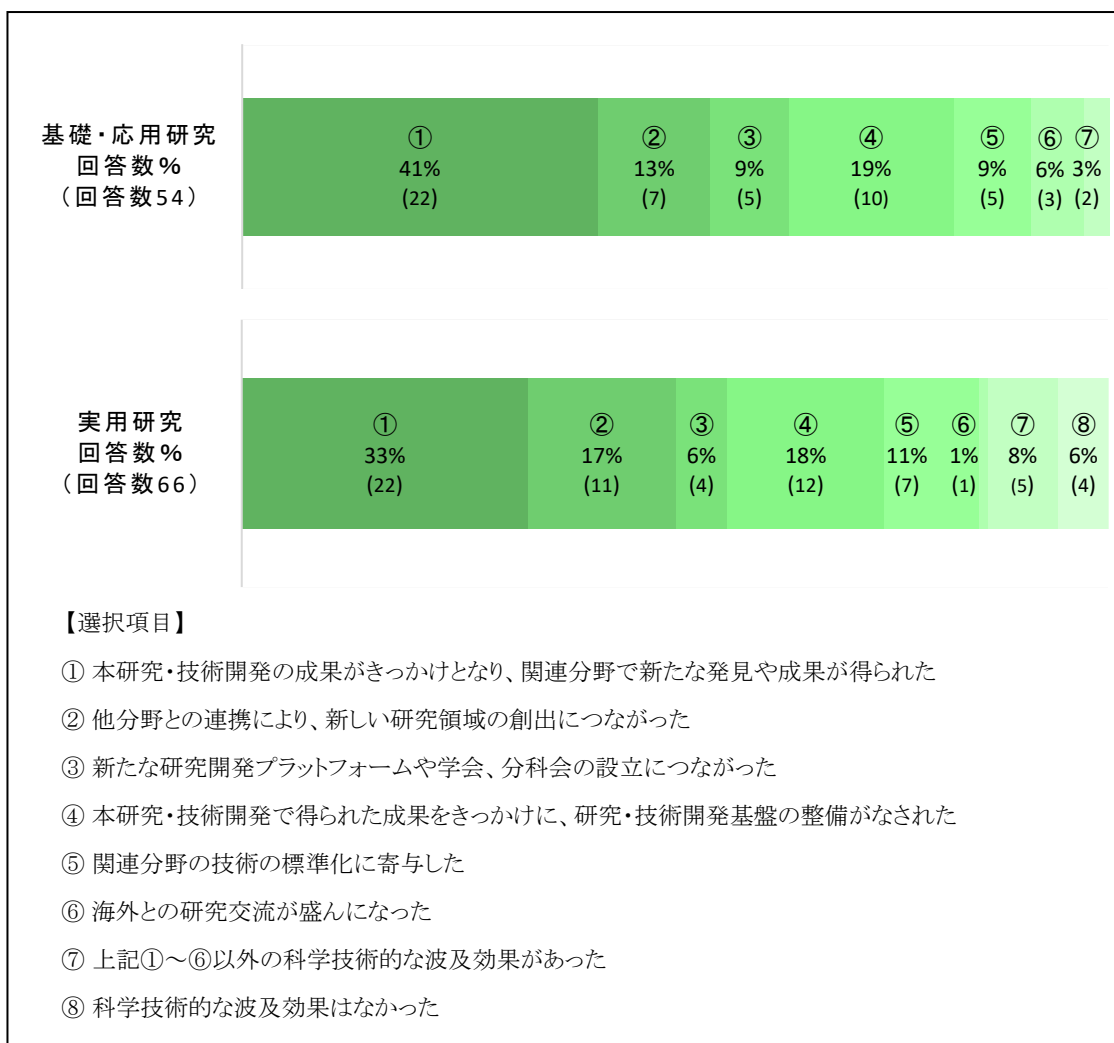 基礎・応用研究
回答数%
（回答数54）
① ② ③ ④ ⑤ ⑥ ⑦
41% 13% 9% 19% 9% 6% 3%
(22) (7) (5) (10) (5) (3) (2)
実用研究
回答数%
（回答数66）
① ② ③ ④ ⑤ ⑥ ⑦ ⑧
33% 17% 6% 18% 11% 1% 8% 6%
(22) (11) (4) (12) (7) (1) (5) (4)
【選択項目】
① 本研究・技術開発の成果がきっかけとなり、関連分野で新たな発見や成果が得られた
② 他分野との連携により、新しい研究領域の創出につながった
③ 新たな研究開発プラットフォームや学会、分科会の設立につながった
④ 本研究・技術開発で得られた成果をきっかけに、研究・技術開発基盤の整備がなされた
⑤ 関連分野の技術の標準化に寄与した
⑥ 海外との研究交流が盛んになった
⑦ 上記①～⑥以外の科学技術的な波及効果があった
⑧ 科学技術的な波及効果はなかった